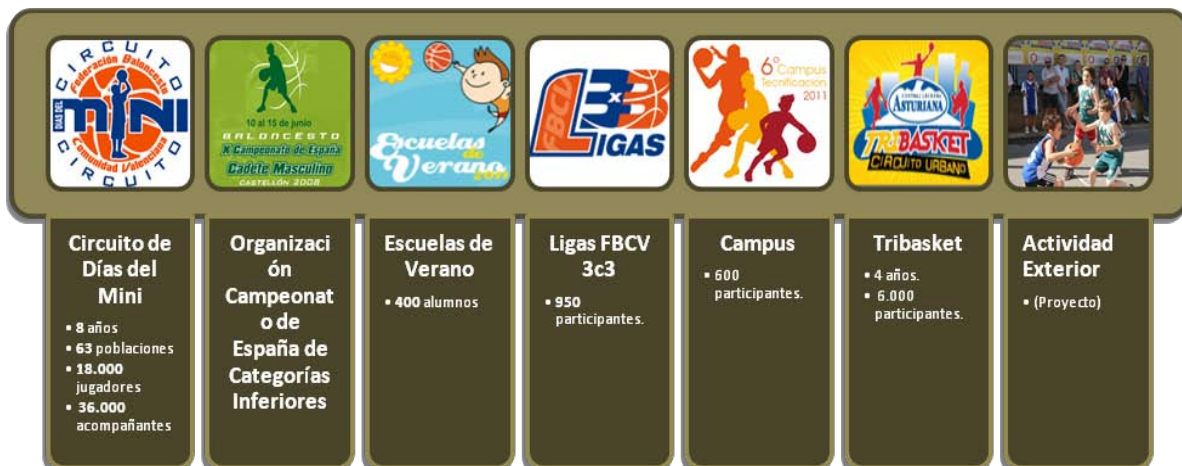 CIRCUITO
Federación Baloncesto
DIAS DEL
MINI
Comunidad Valenciana
CIRCUITO
10 al 15 de junio
BALONCESTO
X Campeonato de España
Cadete Masculino
CASTELLÓN 2008
Escuelas
de
Verano
2011
FBCV
3x3
LIGAS
6º Campus
Tecnificación
2011
CENTRAL LECHERA
ASTURIANA
TRIBASKET
CIRCUITO URBANO
Circuito de
Días del
Mini
• 8 años
• 63 poblaciones
• 18.000
jugadores
• 36.000
acompañantes
Organizaci
ón
Campeonat
o de
España de
Categorías
Inferiores
Escuelas de
Verano
• 400 alumnos
Ligas FBCV
3c3
• 950
participantes.
Campus
• 600
participantes.
Tribasket
• 4 años.
• 6.000
participantes.
Actividad
Exterior
• (Proyecto)